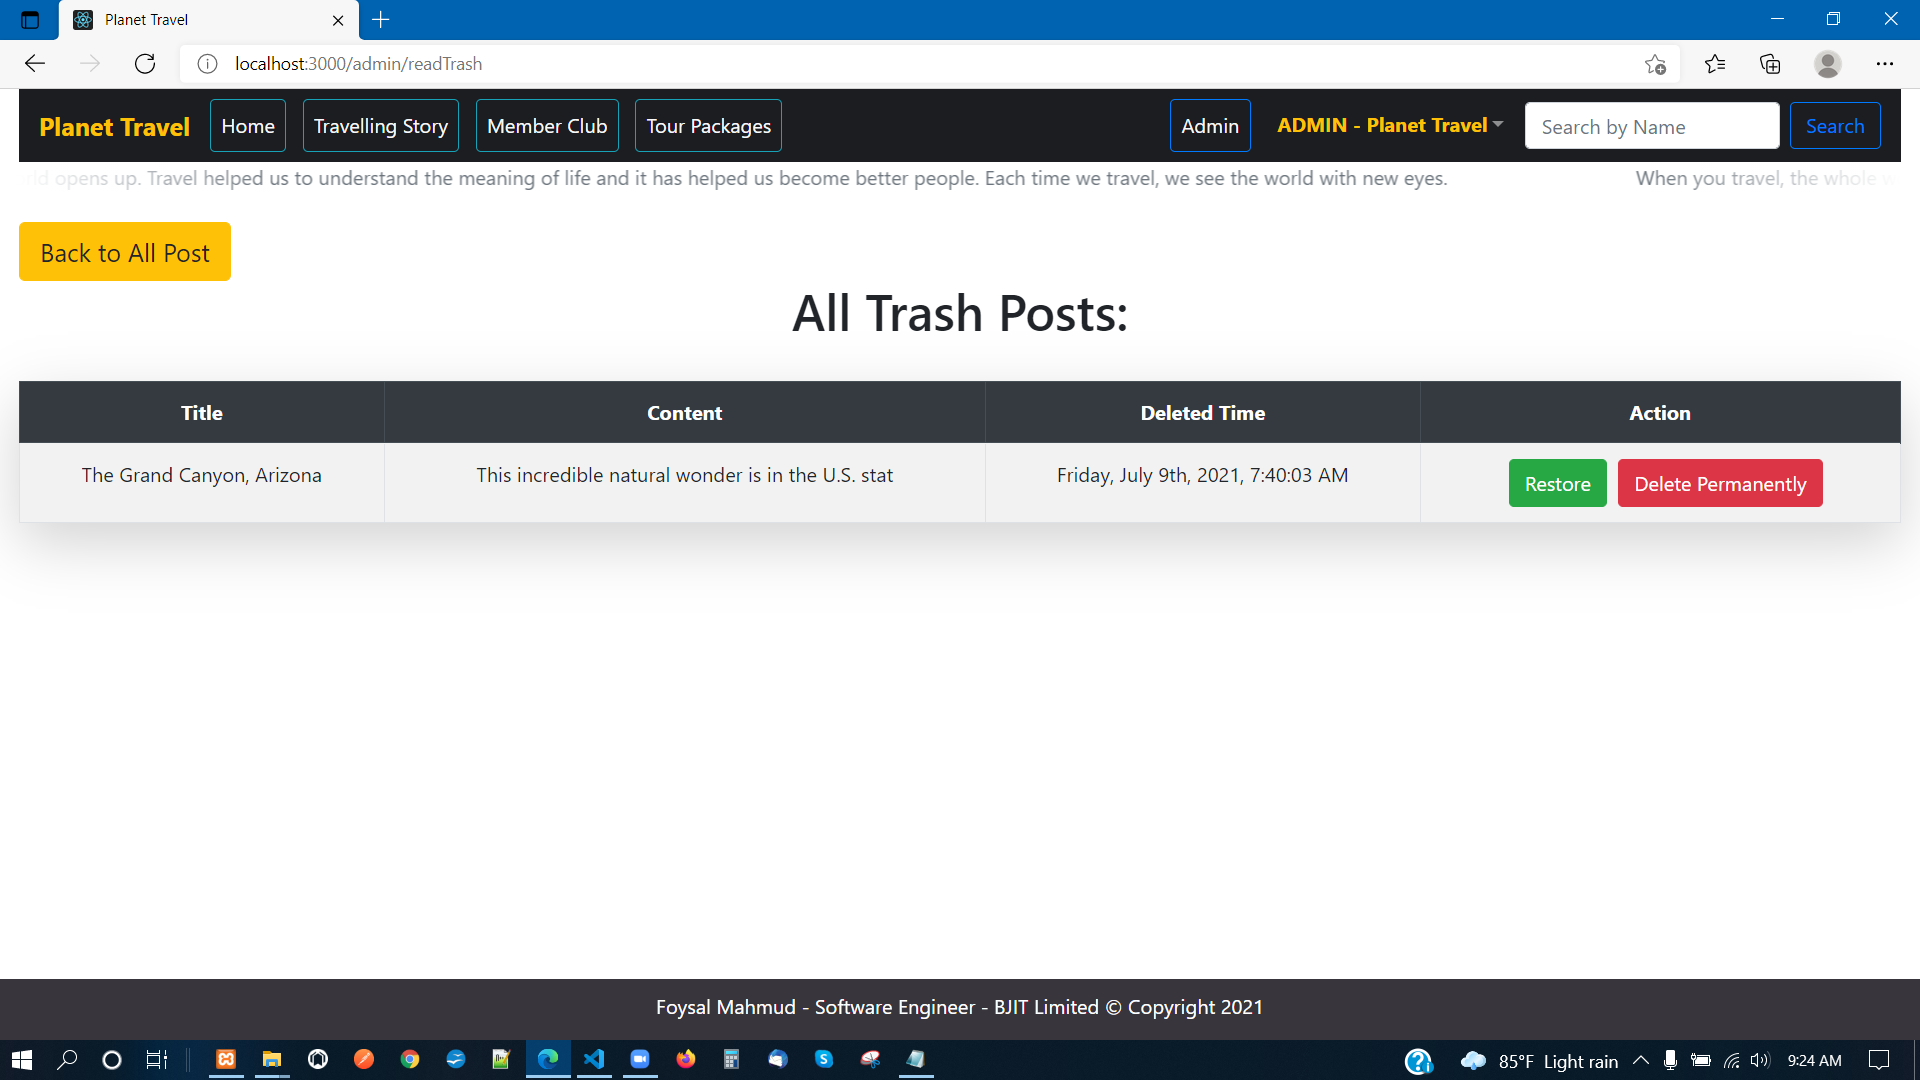 Planet Travel
localhost:3000/admin/readTrash
Planet Travel Home Travelling Story Member Club Tour Packages Admin ADMIN - Planet Travel Search by Name Search
opens up. Travel helped us to understand the meaning of life and it has helped us become better people. Each time we travel, we see the world with new eyes. When you travel, the whole
Back to All Post
All Trash Posts:
Title Content Deleted Time Action
The Grand Canyon, Arizona This incredible natural wonder is in the U.S. stat Friday, July 9th, 2021, 7:40:03 AM Restore Delete Permanently
Foysal Mahmud - Software Engineer - BJIT Limited © Copyright 2021
85°F Light rain 9:24 AM